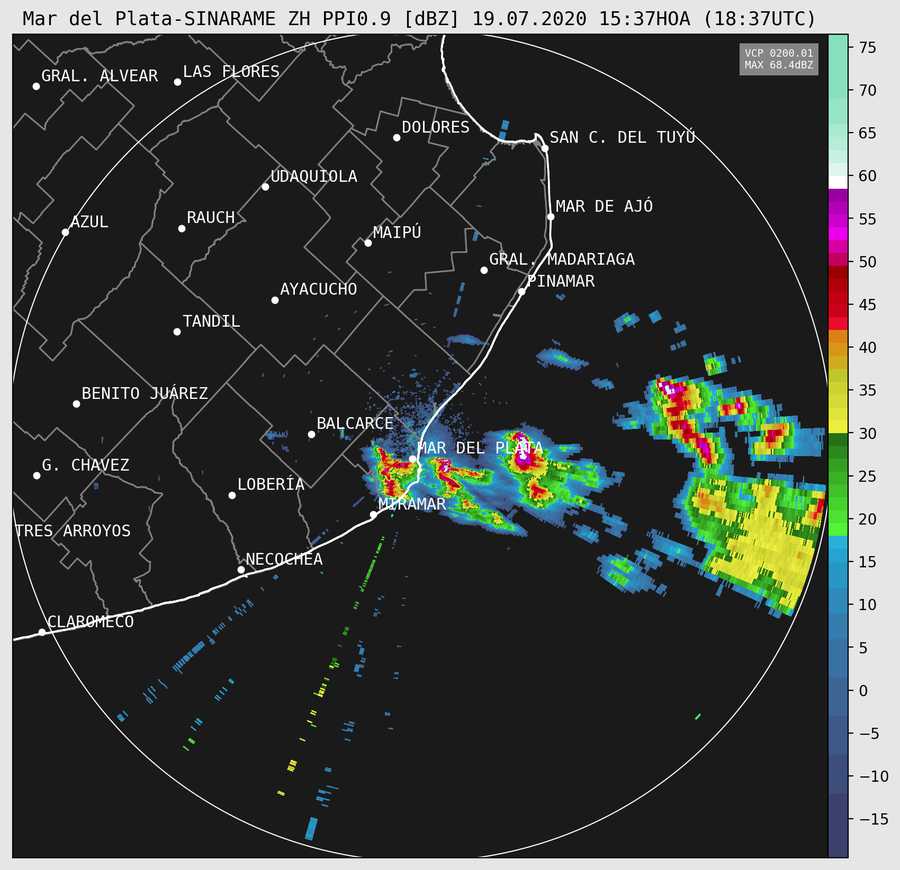 Mar del Plata-SINARAME ZH PPI0.9 [dBZ] 19.07.2020 15:37HOA (18:37UTC)
VCP 0200.01
MAX 68.4dBZ
GRAL. ALVEAR
LAS FLORES
DOLORES
SAN C. DEL TUYÚ
UDAQUIOLA
MAR DE AJÓ
RAUCH
AZUL
MAIPÚ
GRAL. MADARIAGA
PINAMAR
AYACUCHO
TANDIL
BENITO JUÁREZ
BALCARCE
MAR DEL PLATA
G. CHAVEZ
LOBERÍA
MIRAMAR
TRES ARROYOS
NECOCHEA
CLAROMECO
75
70
65
60
55
50
45
40
35
30
25
20
15
10
5
0
−5
−10
−15